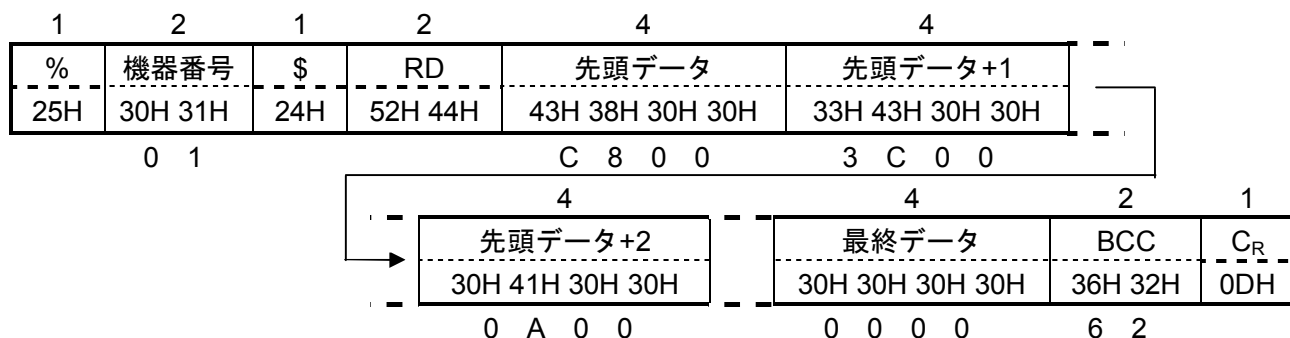 1 2 1 2 4 4
% 機器番号 $ RD 先頭データ 先頭データ+1
25H 30H 31H 24H 52H 44H 43H 38H 30H 30H 33H 43H 30H 30H
0 1 C 8 0 0 3 C 0 0
4 4 2 1
先頭データ+2 最終データ BCC CR
30H 41H 30H 30H 30H 30H 30H 30H 36H 32H 0DH
0 A 0 0 0 0 0 0 6 2